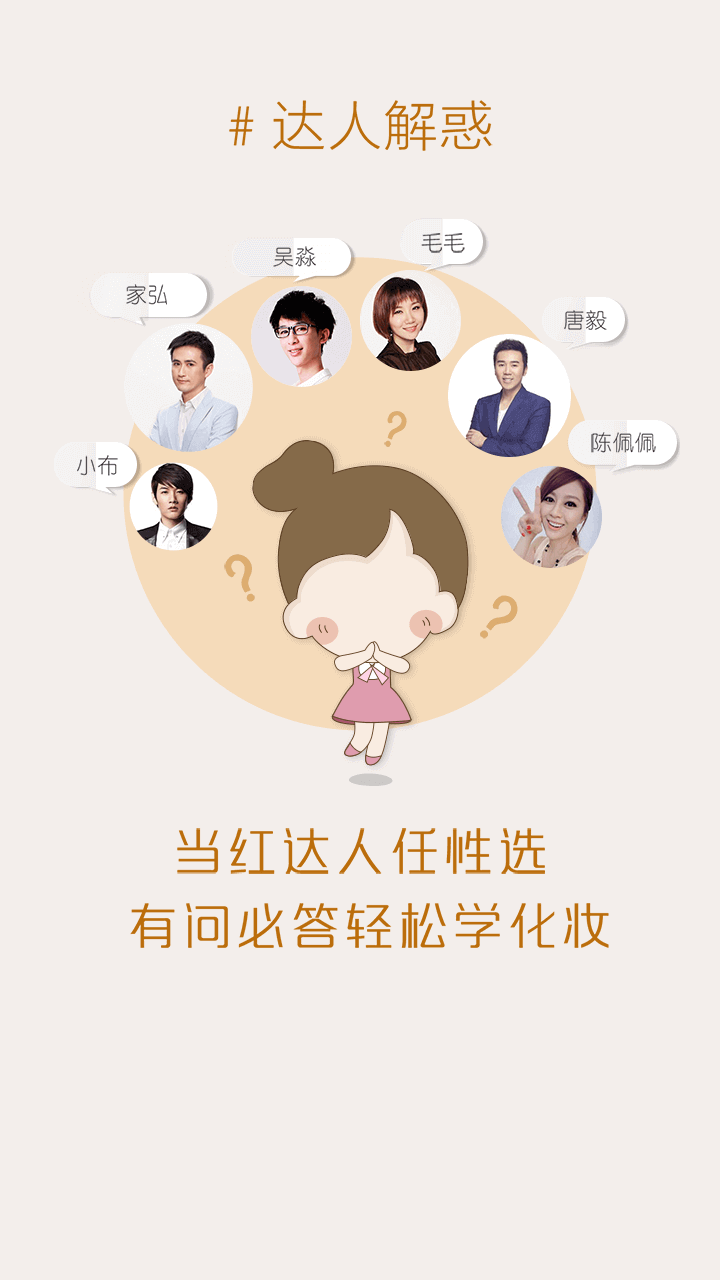 # 达人解惑
毛毛
吴淼
家弘
唐毅
陈佩佩
小布
当红达人任性选
有问必答轻松学化妆